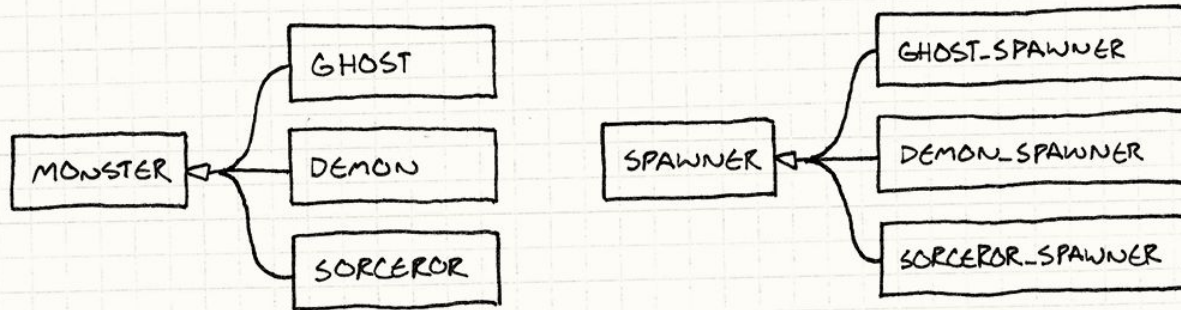 MONSTER
GHOST
DEMON
SORCEROR
SPAWNER
GHOST_SPAWNER
DEMON_SPAWNER
SORCEROR_SPAWNER